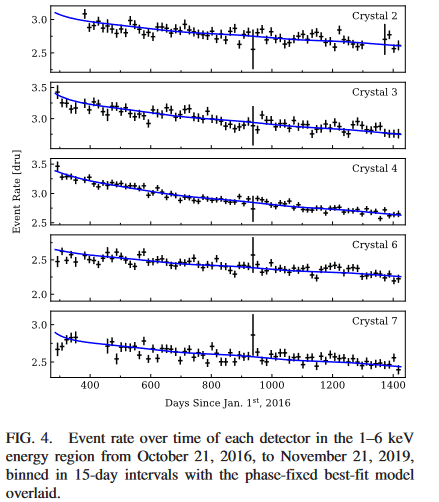 Crystal 2
3.0
2.5
Crystal 3
3.5
3.0
Event Rate [dru]
Crystal 4
3.5
3.0
2.5
Crystal 6
2.5
2.0
Crystal 7
3.0
2.5
400 600 800 1000 1200 1400
Days Since Jan. 1st, 2016
FIG. 4. Event rate over time of each detector in the 1–6 keV
energy region from October 21, 2016, to November 21, 2019,
binned in 15-day intervals with the phase-fixed best-fit model
overlaid.